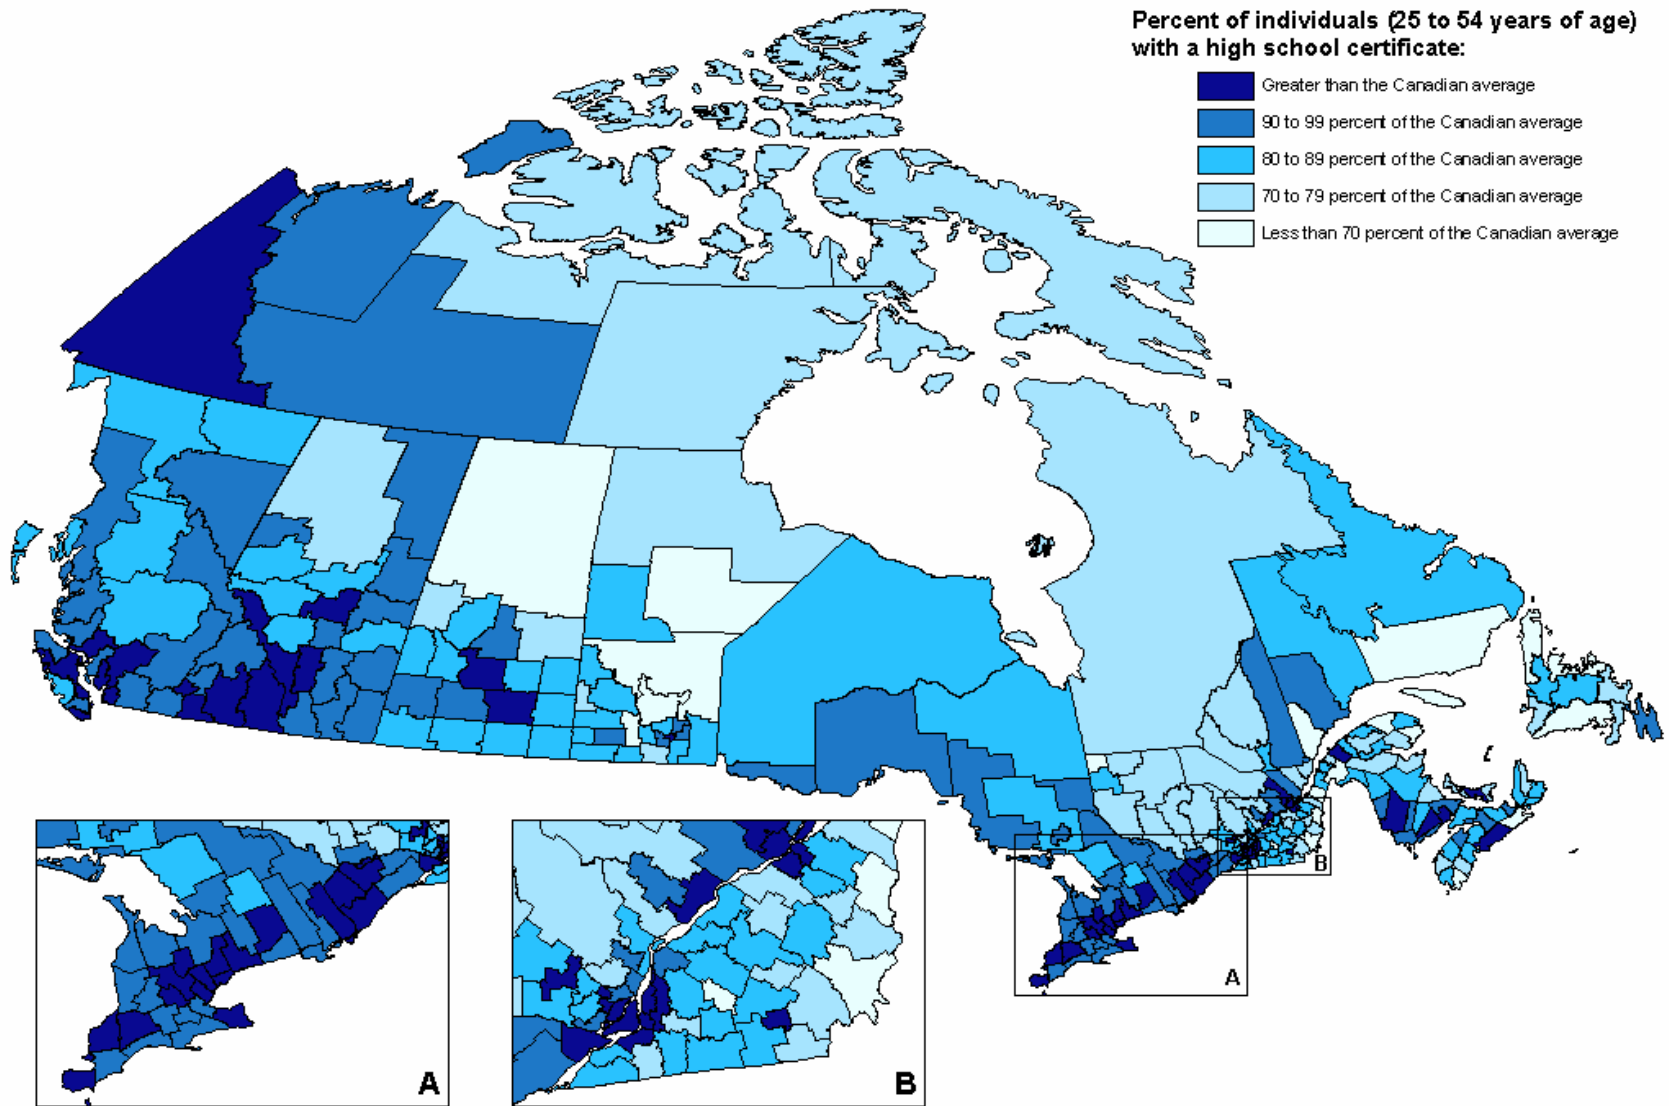 Percent of individuals (25 to 54 years of age)
with a high school certificate:
Greater than the Canadian average
90 to 99 percent of the Canadian average
80 to 89 percent of the Canadian average
70 to 79 percent of the Canadian average
Less than 70 percent of the Canadian average
B
A
A
B